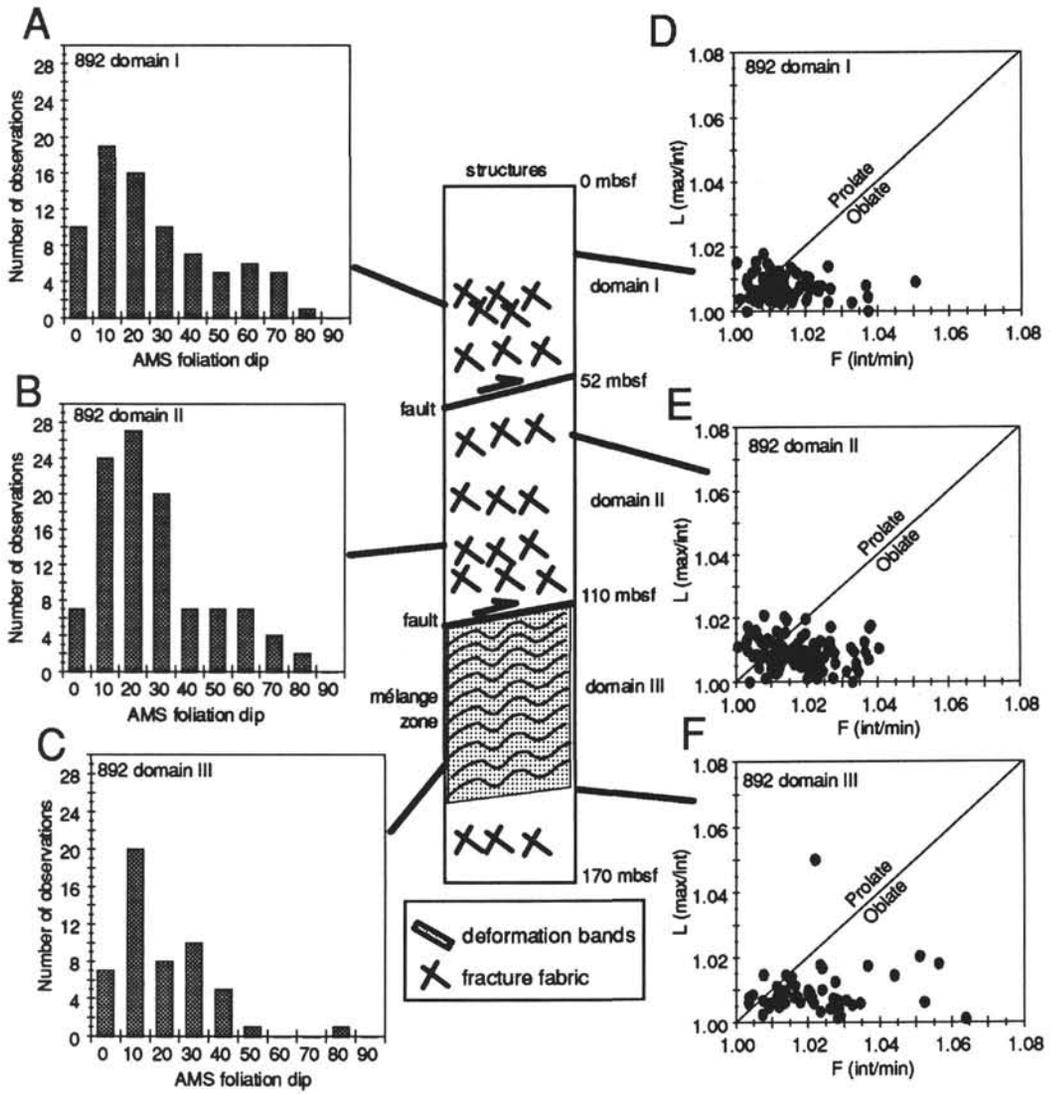 A
892 domain I
28
24
20
16
12
8
4
0
Number of observations
0 10 20 30 40 50 60 70 80 90
AMS foliation dip
B
892 domain II
28
24
20
16
12
8
4
0
Number of observations
0 10 20 30 40 50 60 70 80 90
AMS foliation dip
C
892 domain III
28
24
20
16
12
8
4
0
Number of observations
0 10 20 30 40 50 60 70 80 90
AMS foliation dip
structures
0 mbsf
domain I
52 mbsf
fault
domain II
110 mbsf
fault
mélange
zone
domain III
170 mbsf
deformation bands
fracture fabric
D
892 domain I
1.08
1.06
1.04
1.02
1.00
L (max/int)
Prolate
Oblate
1.00 1.02 1.04 1.06 1.08
F (int/min)
E
892 domain II
1.08
1.06
1.04
1.02
1.00
L (max/int)
Prolate
Oblate
1.00 1.02 1.04 1.06 1.08
F (int/min)
F
892 domain III
1.08
1.06
1.04
1.02
1.00
L (max/int)
Prolate
Oblate
1.00 1.02 1.04 1.06 1.08
F (int/min)